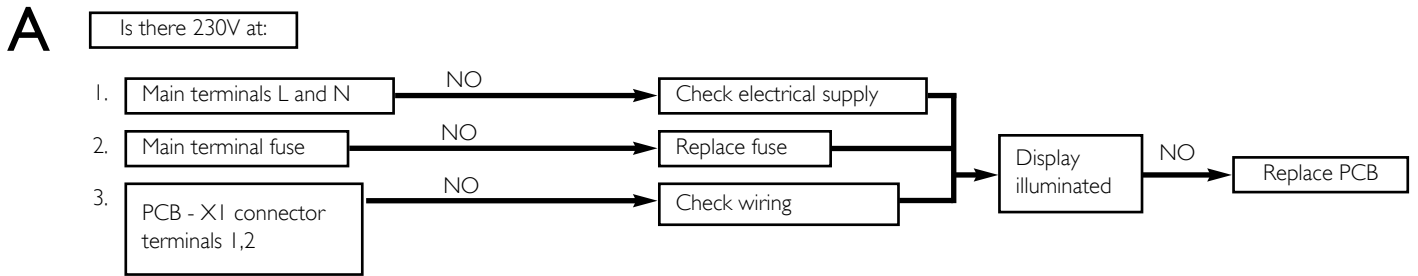 A
Is there 230V at:
1. Main terminals L and N
NO
Check electrical supply
2. Main terminal fuse
NO
Replace fuse
3. PCB - X1 connector
terminals 1,2
NO
Check wiring
Display
illuminated
NO
Replace PCB